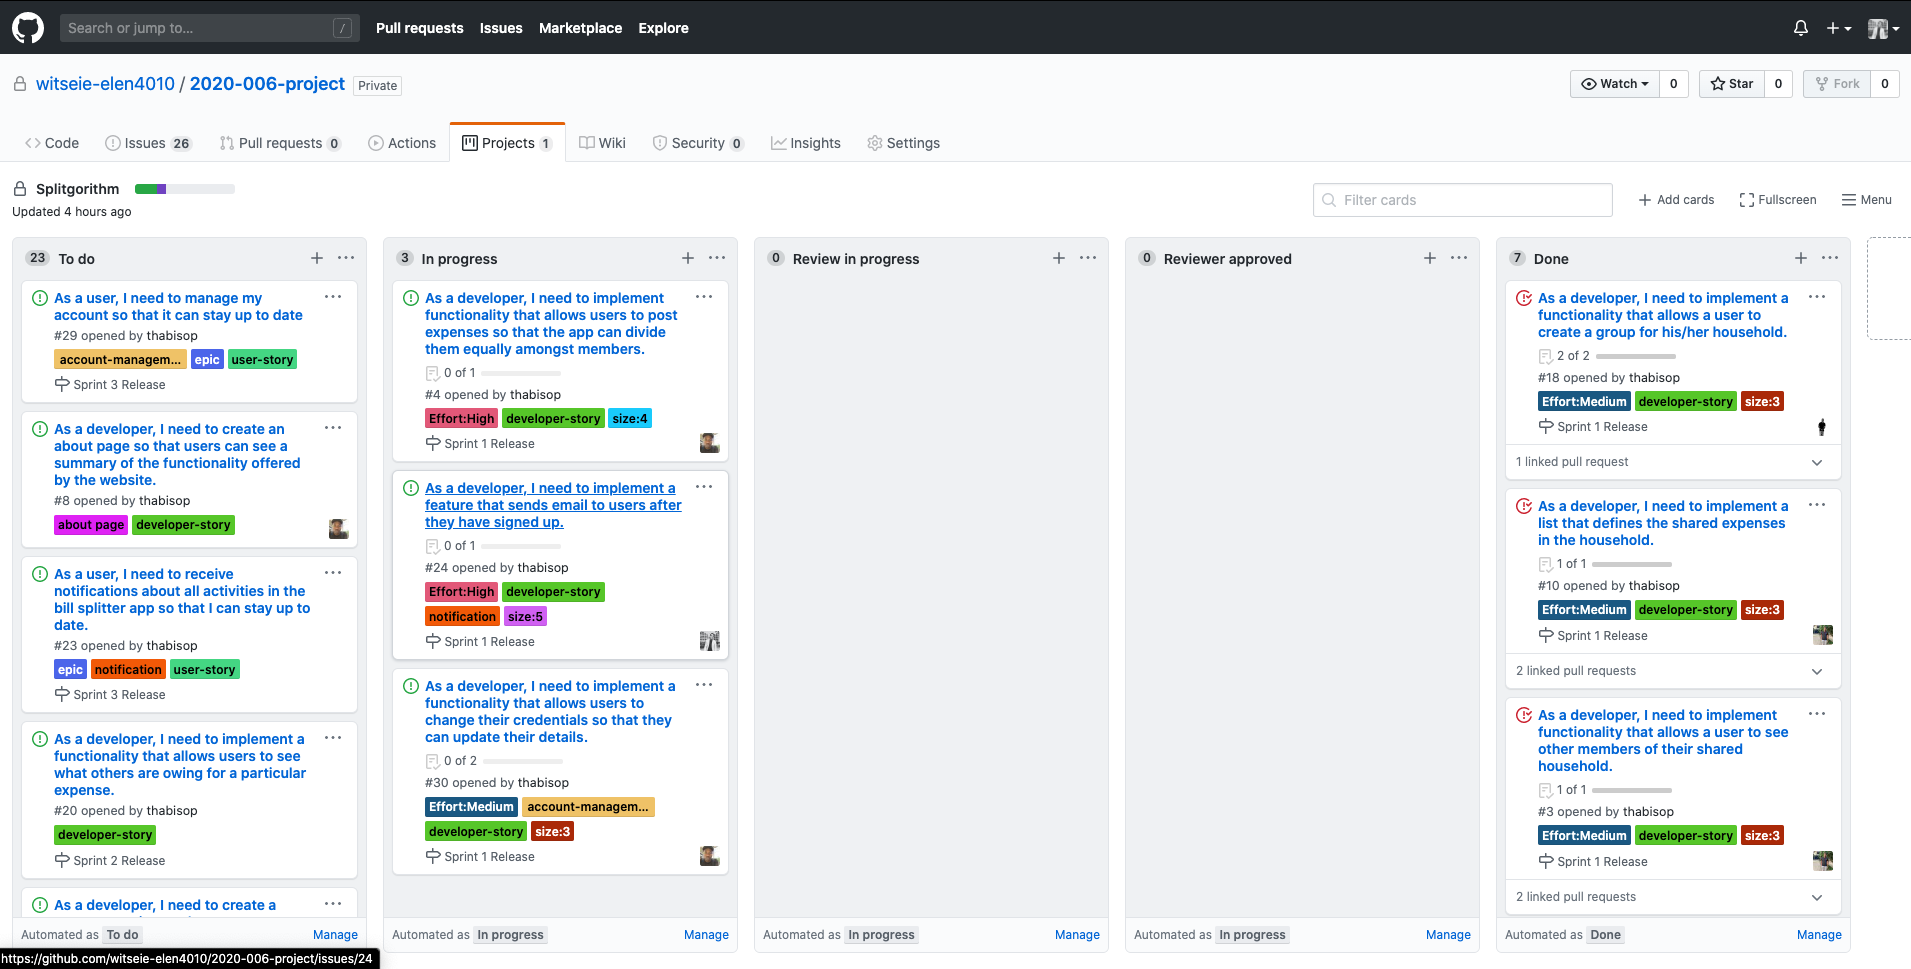 Search or jump to...
/
Pull requests
Issues
Marketplace
Explore
witseie-elen4010 / 2020-006-project
Private
Watch
0
Star
0
Fork
0
Code
Issues 26
Pull requests 0
Actions
Projects 1
Wiki
Security 0
Insights
Settings
Splitgorithm
Updated 4 hours ago
Filter cards
Add cards
Fullscreen
Menu
23 To do
As a user, I need to manage my
account so that it can stay up to date
#29 opened by thabisop
account-managem...
epic
user-story
Sprint 3 Release
As a developer, I need to create an
about page so that users can see a
summary of the functionality offered
by the website.
#8 opened by thabisop
about page
developer-story
As a user, I need to receive
notifications about all activities in the
bill splitter app so that I can stay up to
date.
#23 opened by thabisop
epic
notification
user-story
Sprint 3 Release
As a developer, I need to implement a
functionality that allows users to see
what others are owing for a particular
expense.
#20 opened by thabisop
developer-story
Sprint 2 Release
As a developer, I need to create a
Automated as To do
Manage
3 In progress
As a developer, I need to implement
functionality that allows users to post
expenses so that the app can divide
them equally amongst members.
0 of 1
#4 opened by thabisop
Effort:High
developer-story
size:4
Sprint 1 Release
As a developer, I need to implement a
feature that sends email to users after
they have signed up.
0 of 1
#24 opened by thabisop
Effort:High
developer-story
notification
size:5
Sprint 1 Release
As a developer, I need to implement a
functionality that allows users to
change their credentials so that they
can update their details.
0 of 2
#30 opened by thabisop
Effort:Medium
account-managem...
developer-story
size:3
Sprint 1 Release
Automated as In progress
Manage
0 Review in progress
Automated as In progress
Manage
0 Reviewer approved
Automated as In progress
Manage
7 Done
As a developer, I need to implement a
functionality that allows a user to
create a group for his/her household.
2 of 2
#18 opened by thabisop
Effort:Medium
developer-story
size:3
Sprint 1 Release
1 linked pull request
As a developer, I need to implement a
list that defines the shared expenses
in the household.
1 of 1
#10 opened by thabisop
Effort:Medium
developer-story
size:3
Sprint 1 Release
2 linked pull requests
As a developer, I need to implement
functionality that allows a user to see
other members of their shared
household.
1 of 1
#3 opened by thabisop
Effort:Medium
developer-story
size:3
Sprint 1 Release
2 linked pull requests
Automated as Done
Manage
https://github.com/witseie-elen4010/2020-006-project/issues/24